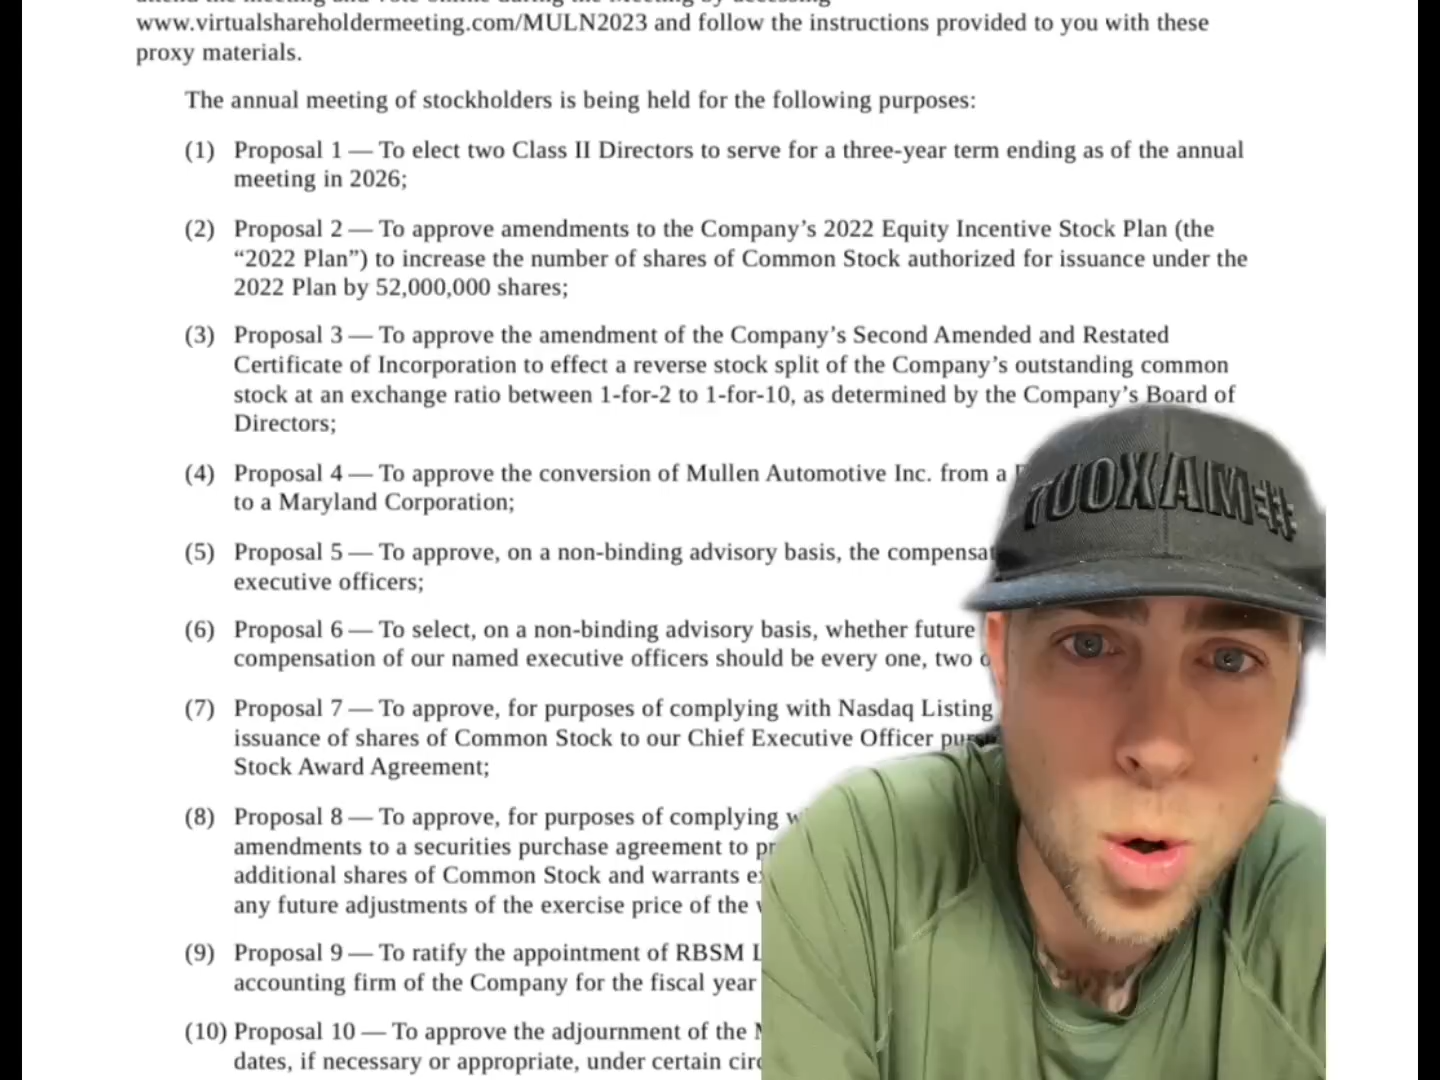 www.virtualshareholdermeeting.com/MULN2023 and follow the instructions provided to you with these
proxy materials.
The annual meeting of stockholders is being held for the following purposes:
(1) Proposal 1 — To elect two Class II Directors to serve for a three-year term ending as of the annual
meeting in 2026;
(2) Proposal 2 — To approve amendments to the Company’s 2022 Equity Incentive Stock Plan (the
“2022 Plan”) to increase the number of shares of Common Stock authorized for issuance under the
2022 Plan by 52,000,000 shares;
(3) Proposal 3 — To approve the amendment of the Company’s Second Amended and Restated
Certificate of Incorporation to effect a reverse stock split of the Company’s outstanding common
stock at an exchange ratio between 1-for-2 to 1-for-10, as determined by the Company’s Board of
Directors;
(4) Proposal 4 — To approve the conversion of Mullen Automotive Inc. from a
to a Maryland Corporation;
(5) Proposal 5 — To approve, on a non-binding advisory basis, the
executive officers;
(6) Proposal 6 — To select, on a non-binding advisory basis, whether future
compensation of our named executive officers should be every one, two
(7) Proposal 7 — To approve, for purposes of complying with Nasdaq Listing
issuance of shares of Common Stock to our Chief Executive Officer
Stock Award Agreement;
(8) Proposal 8 — To approve, for purposes of complying
amendments to a securities purchase agreement to
additional shares of Common Stock and warrants
any future adjustments of the exercise price of the
(9) Proposal 9 — To ratify the appointment of RBSM
accounting firm of the Company for the fiscal year
(10) Proposal 10 — To approve the adjournment of the
dates, if necessary or appropriate, under certain
#MAXOUT